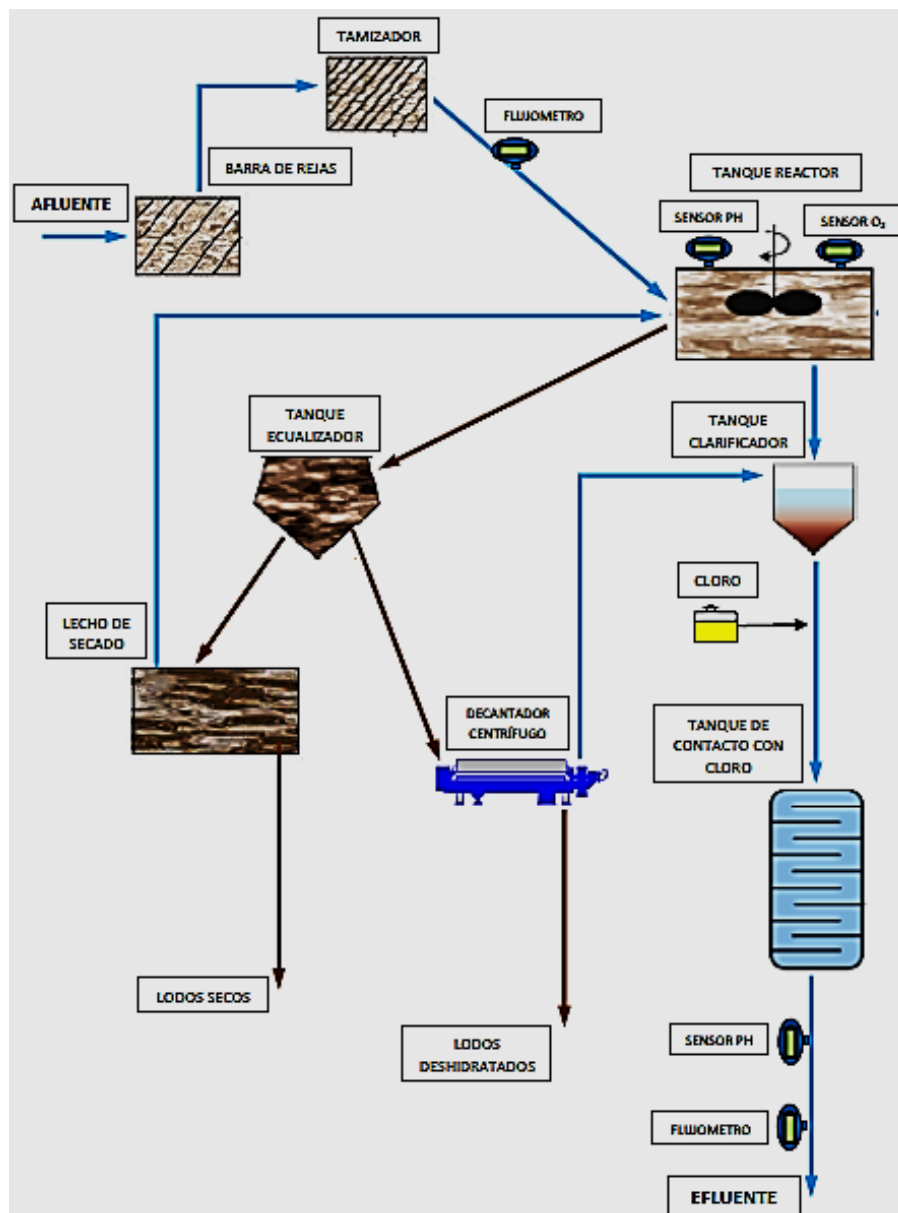 TAMIZADOR
FLUJOMETRO
BARRA DE REJAS
TANQUE REACTOR
AFLUENTE
SENSOR PH
SENSOR O₂
TANQUE
ECUALIZADOR
TANQUE
CLARIFICADOR
CLORO
LECHO DE
SECADO
DECANTADOR
CENTRÍFUGO
TANQUE DE
CONTACTO CON
CLORO
LODOS SECOS
LODOS
DESHIDRATADOS
SENSOR PH
FLUJOMETRO
EFLUENTE